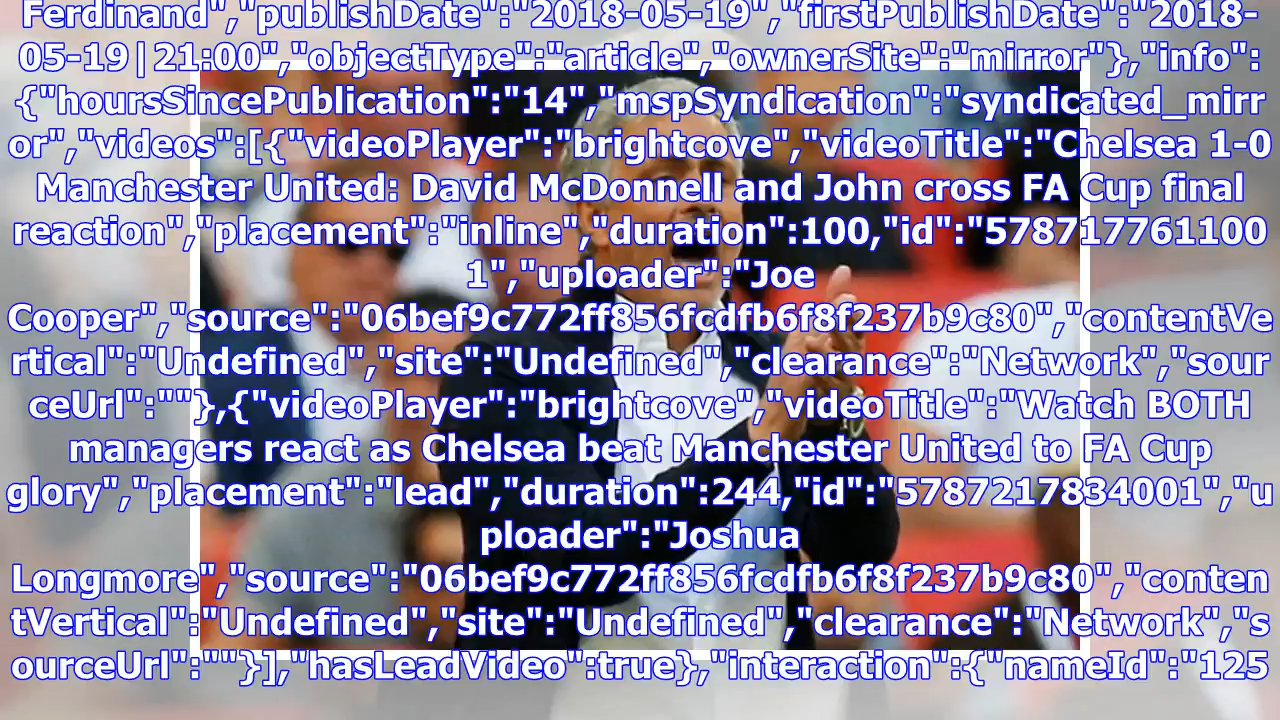 Ferdinand","publishDate":"2018-05-19","firstPublishDate":"2018-
05-19|21:00","objectType":"article","ownerSite":"mirror"},"info":
{"hoursSincePublication":"14","mspSyndication":"syndicated_mirr
or","videos":[{"videoPlayer":"brightcove","videoTitle":"Chelsea 1-0
Manchester United: David McDonnell and John cross FA Cup final
reaction","placement":"inline","duration":100,"id":"578717761100
1","uploader":"Joe
Cooper","source":"06bef9c772ff856fcdfb6f8f237b9c80","contentVe
rtical":"Undefined","site":"Undefined","clearance":"Network","sour
ceUrl":""},{"videoPlayer":"brightcove","videoTitle":"Watch BOTH
managers react as Chelsea beat Manchester United to FA Cup
glory","placement":"lead","duration":244,"id":"5787217834001","u
ploader":"Joshua
Longmore","source":"06bef9c772ff856fcdfb6f8f237b9c80","conten
tVertical":"Undefined","site":"Undefined","clearance":"Network","s
ourceUrl":""}],"hasLeadVideo":true},"interaction":{"nameId":"125